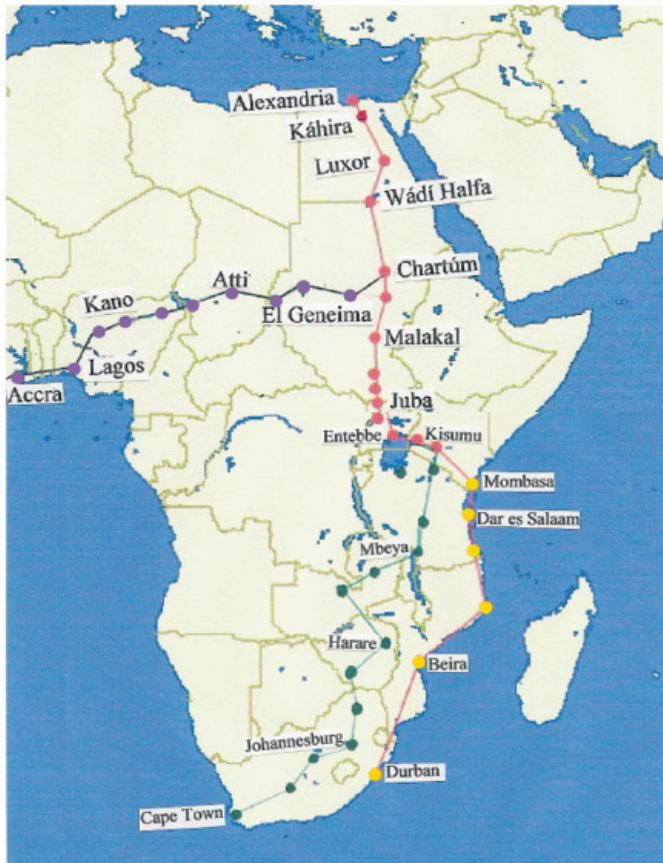 Alexandria
Káhira
Luxor
Wádí Halfa
Chartúm
Atti
Kano
El Geneima
Malakal
Lagos
Accra
Juba
Entebbe
Kisumu
Mombasa
Dar es Salaam
Mbeya
Harare
Beira
Johannesburg
Durban
Cape Town